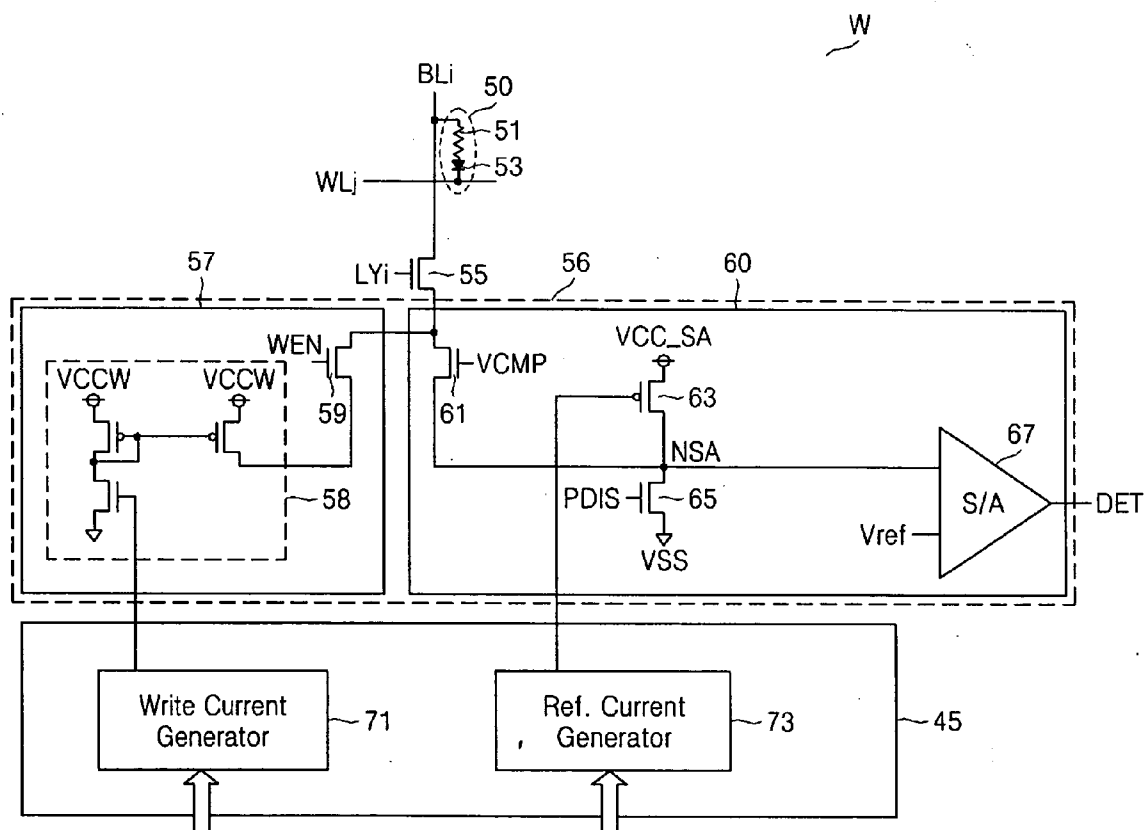 W
BLi
50
51
53
WLj
57
LYi
55
56
60
WEN
VCCW
VCCW
59
VCMP
61
VCC_SA
63
NSA
67
58
PDIS
65
S/A
DET
Vref
VSS
Write Current
Generator
71
Ref. Current
Generator
73
45